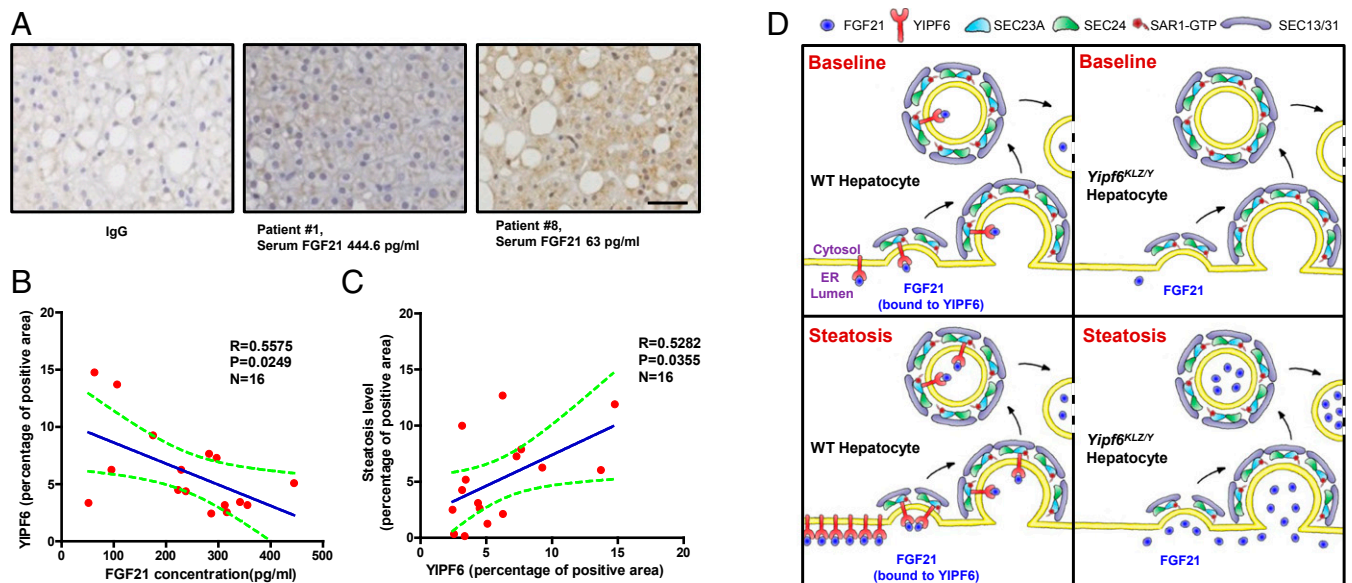 A
IgG
Patient #1,
Serum FGF21 444.6 pg/ml
Patient #8,
Serum FGF21 63 pg/ml
B
YIPF6 (percentage of positive area)
20
15
10
5
0
R=0.5575
P=0.0249
N=16
0 100 200 300 400 500
FGF21 concentration(pg/ml)
C
Steatosis level
(percentage of positive area)
20
15
10
5
0
R=0.5282
P=0.0355
N=16
0 5 10 15 20
YIPF6 (percentage of positive area)
D
FGF21 YIPF6 SEC23A SEC24 SAR1-GTP SEC13/31
Baseline
WT Hepatocyte
Cytosol
ER
Lumen
FGF21
(bound to YIPF6)
Baseline
Yipf6KLZ/Y
Hepatocyte
FGF21
Steatosis
WT Hepatocyte
FGF21
(bound to YIPF6)
Steatosis
Yipf6KLZ/Y
Hepatocyte
FGF21